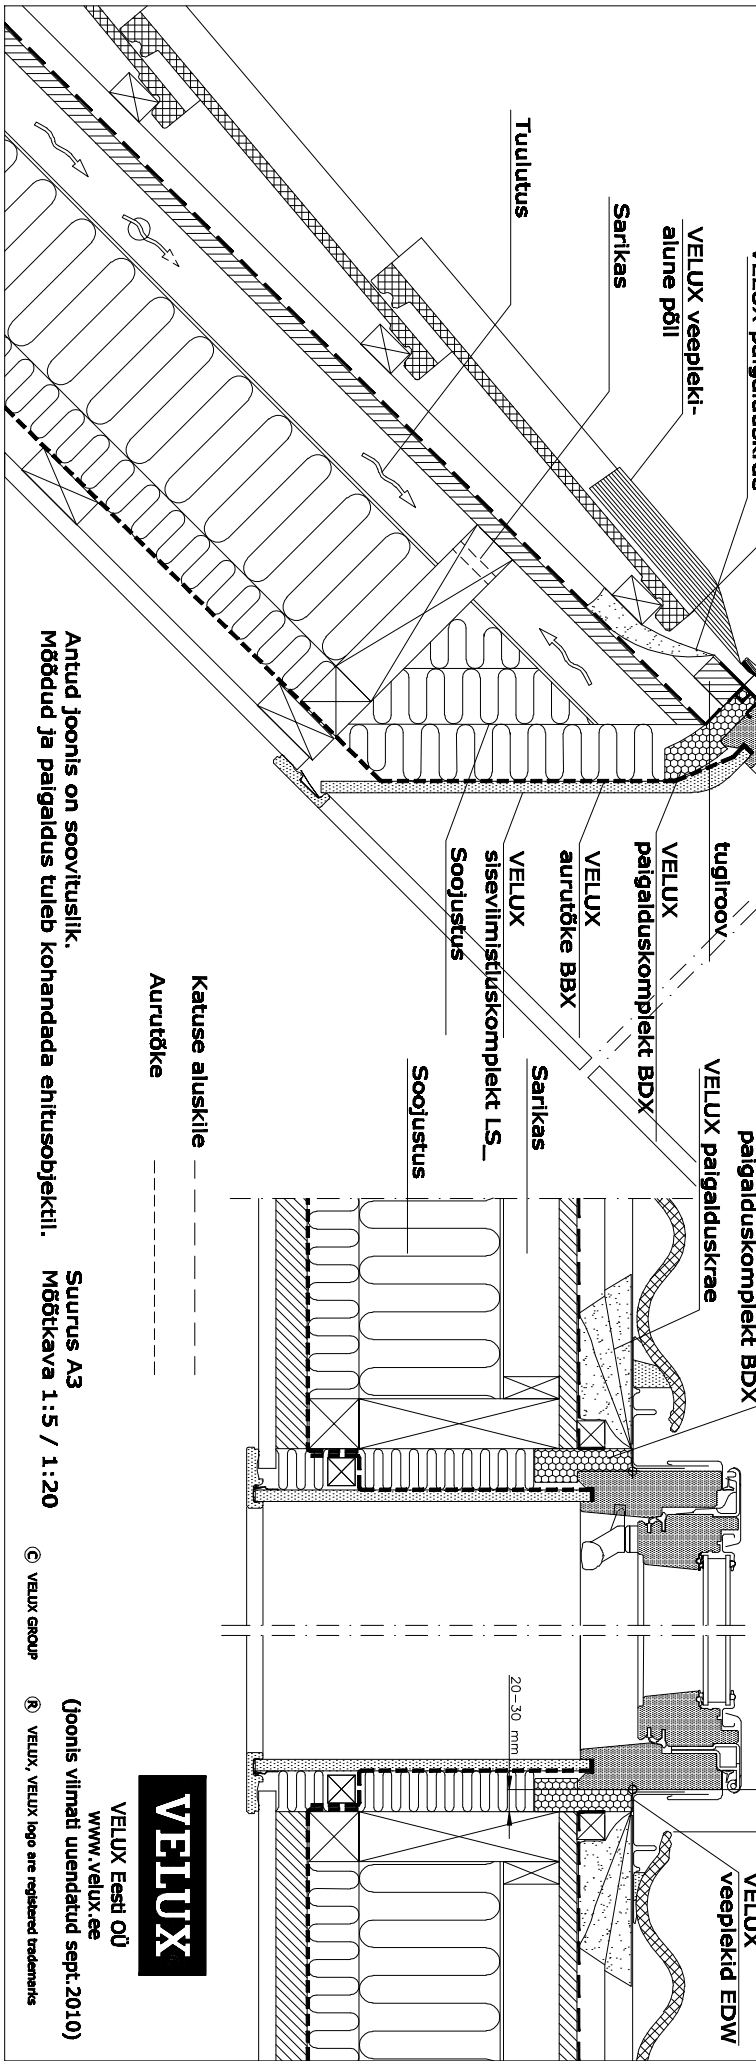 VELUX paigalduskrae
VELUX veepleki-
alune põll
Sarikas
Tuulutus
tugiroov
VELUX
paigalduskomplekt BDX
VELUX
aurutõke BBX
VELUX
siseviimistluskomplekt LS_
Soojustus
paigalduskomplekt BDX
VELUX paigalduskrae
Sarikas
Soojustus
20-30 mm
VELUX
veeplekid EDW
Katuse aluskile
Aurutõke
Antud joonis on soovituslik.
Mõõdud ja paigaldus tuleb kohandada ehitusobjektil.
Suurus A3
Mõõtkava 1:5 / 1:20
VELUX
VELUX Eesti OÜ
www.velux.ee
(joonis viimati uuendatud sept.2010)
© VELUX GROUP
® VELUX, VELUX logo are registered trademarks